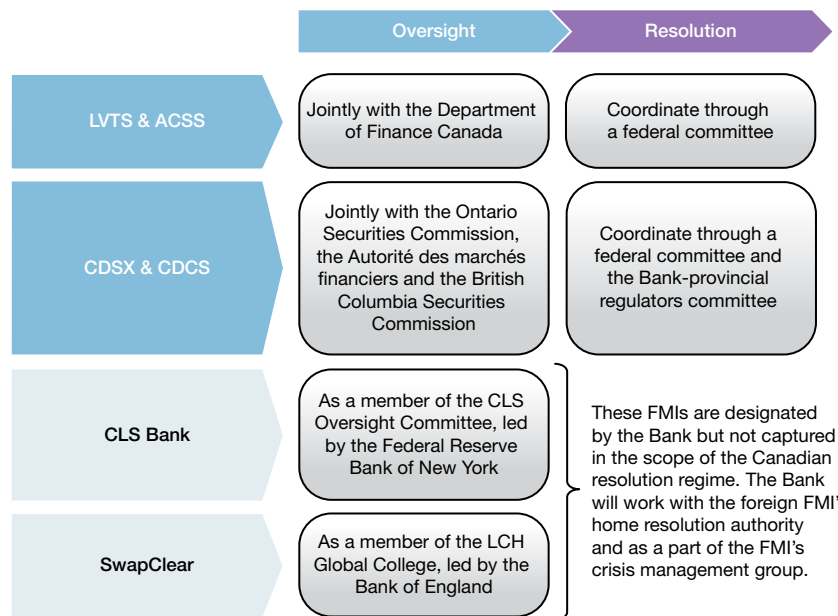 Oversight
Resolution
LVTS & ACSS
Jointly with the Department
of Finance Canada
Coordinate through
a federal committee
CDSX & CDCS
Jointly with the Ontario
Securities Commission,
the Autorité des marchés
financiers and the British
Columbia Securities
Commission
Coordinate through a
federal committee and
the Bank-provincial
regulators committee
CLS Bank
As a member of the CLS
Oversight Committee, led
by the Federal Reserve
Bank of New York
SwapClear
As a member of the LCH
Global College, led by the
Bank of England
These FMIs are designated
by the Bank but not captured
in the scope of the Canadian
resolution regime. The Bank
will work with the foreign FMI'
home resolution authority
and as a part of the FMI's
crisis management group.